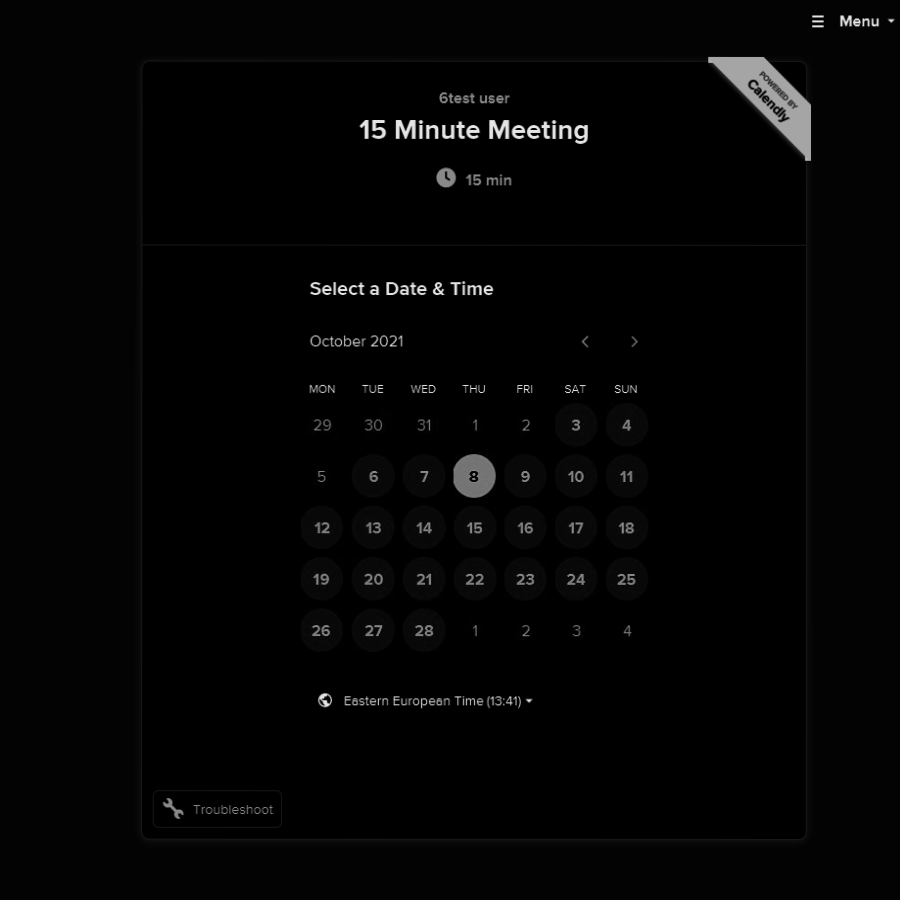 Menu
POWERED BY
Calendly
6test user
15 Minute Meeting
15 min
Select a Date & Time
October 2021
MON TUE WED THU FRI SAT SUN
29 30 31 1 2 3 4
5 6 7 8 9 10 11
12 13 14 15 16 17 18
19 20 21 22 23 24 25
26 27 28 1 2 3 4
Eastern European Time (13:41)
Troubleshoot